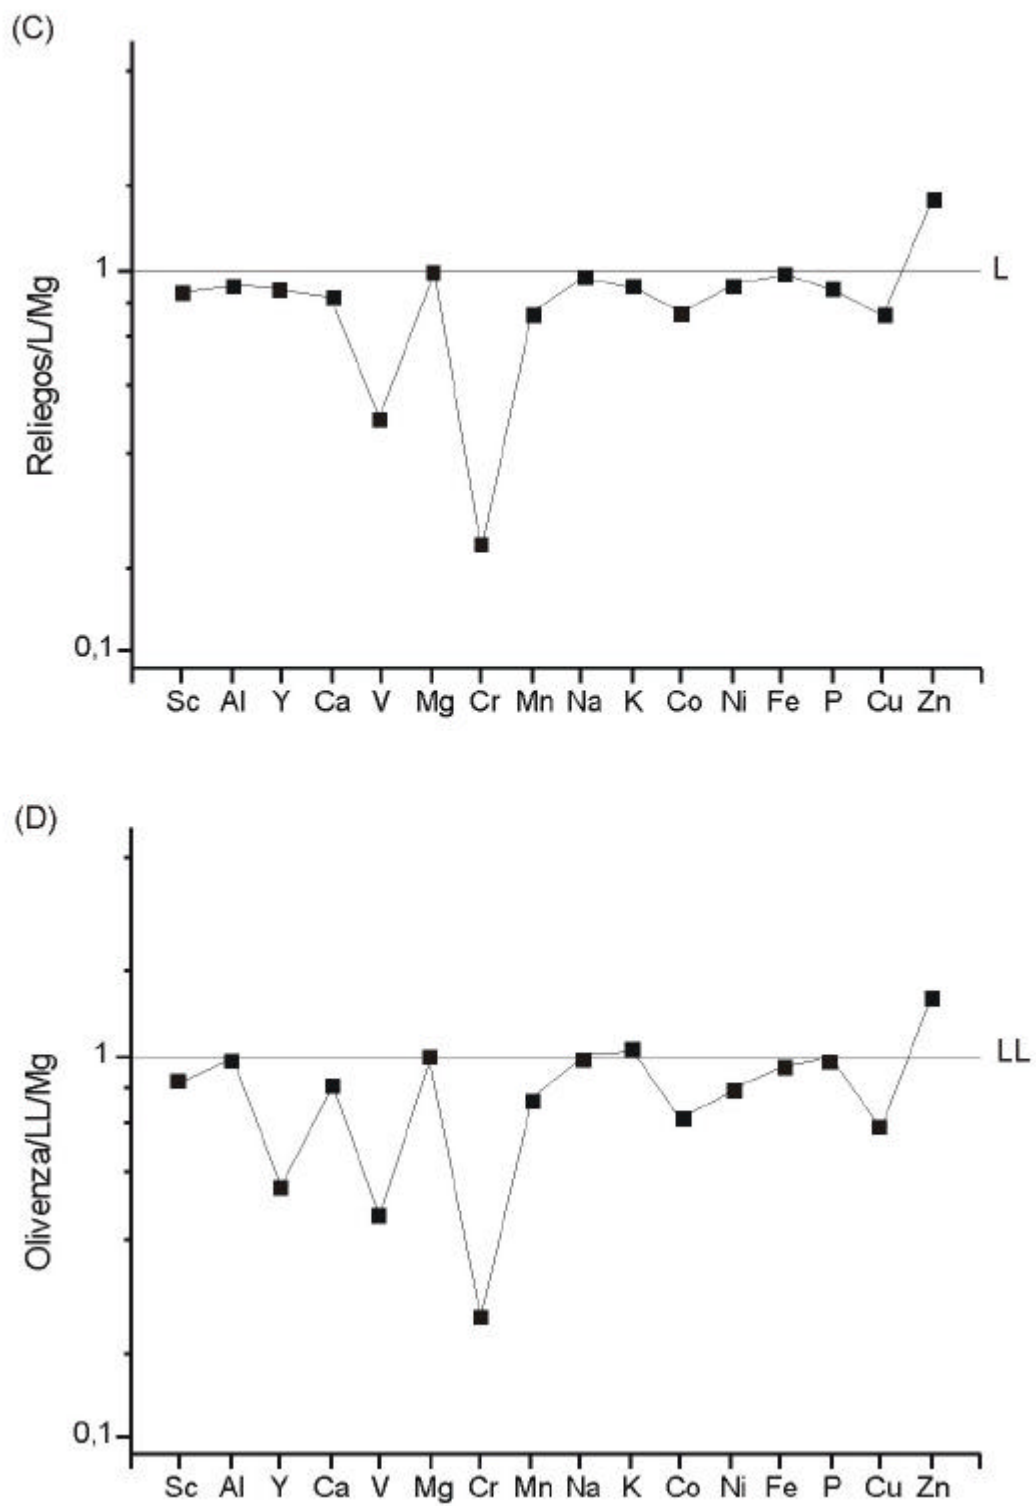 (C)
Reliegos/L/Mg
1
L
0,1
Sc Al Y Ca V Mg Cr Mn Na K Co Ni Fe P Cu Zn
(D)
Olivenza/LL/Mg
1
LL
0,1
Sc Al Y Ca V Mg Cr Mn Na K Co Ni Fe P Cu Zn